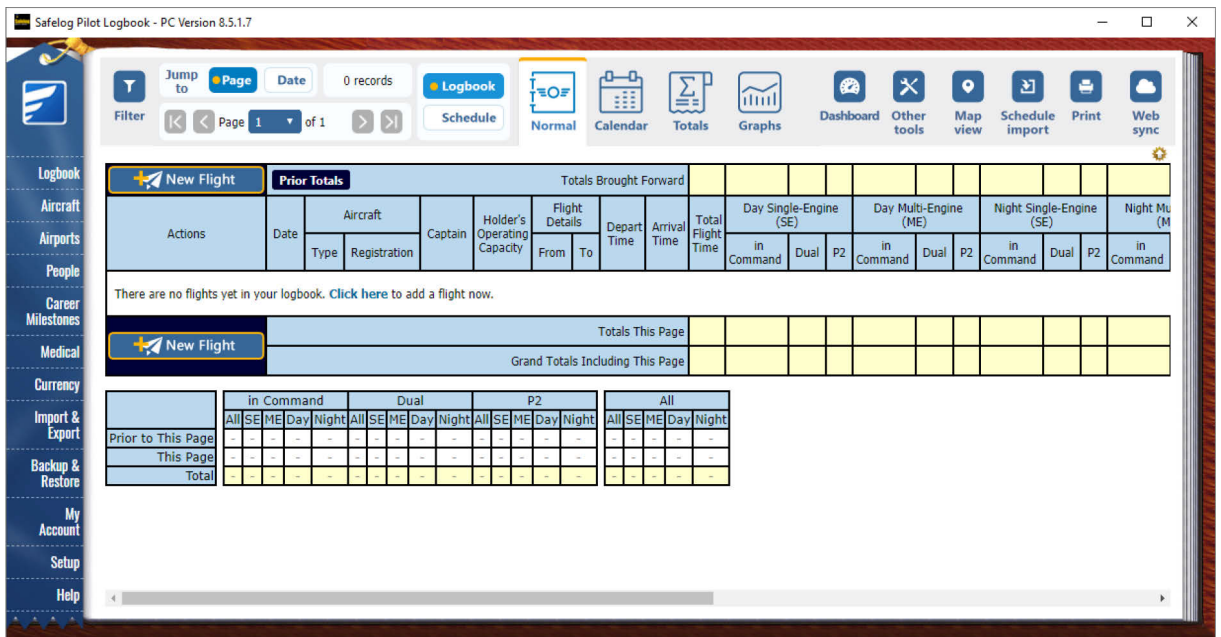 Safelog Pilot Logbook - PC Version 8.5.1.7
Filter
Jump to
Page
Date
0 records
Page 1 of 1
Logbook
Schedule
Normal
Calendar
Totals
Graphs
Dashboard
Other tools
Map view
Schedule import
Print
Web sync
Logbook
Aircraft
Airports
People
Career Milestones
Medical
Currency
Import & Export
Backup & Restore
My Account
Setup
Help
New Flight
Prior Totals
Totals Brought Forward
Actions
Date
Aircraft
Type
Registration
Captain
Holder's Operating Capacity
Flight Details
From
To
Depart Time
Arrival Time
Total Flight Time
Day Single-Engine (SE)
in Command
Dual
P2
Day Multi-Engine (ME)
in Command
Dual
P2
Night Single-Engine (SE)
in Command
Dual
P2
Night Mu
(M
in Command
There are no flights yet in your logbook. Click here to add a flight now.
New Flight
Totals This Page
Grand Totals Including This Page
in Command Dual P2 All
All SE ME Day Night All SE ME Day Night All SE ME Day Night All SE ME Day Night
Prior to This Page - - - - - - - - - - - - - - - - - - - -
This Page - - - - - - - - - - - - - - - - - - - -
Total - - - - - - - - - - - - - - - - - - - -